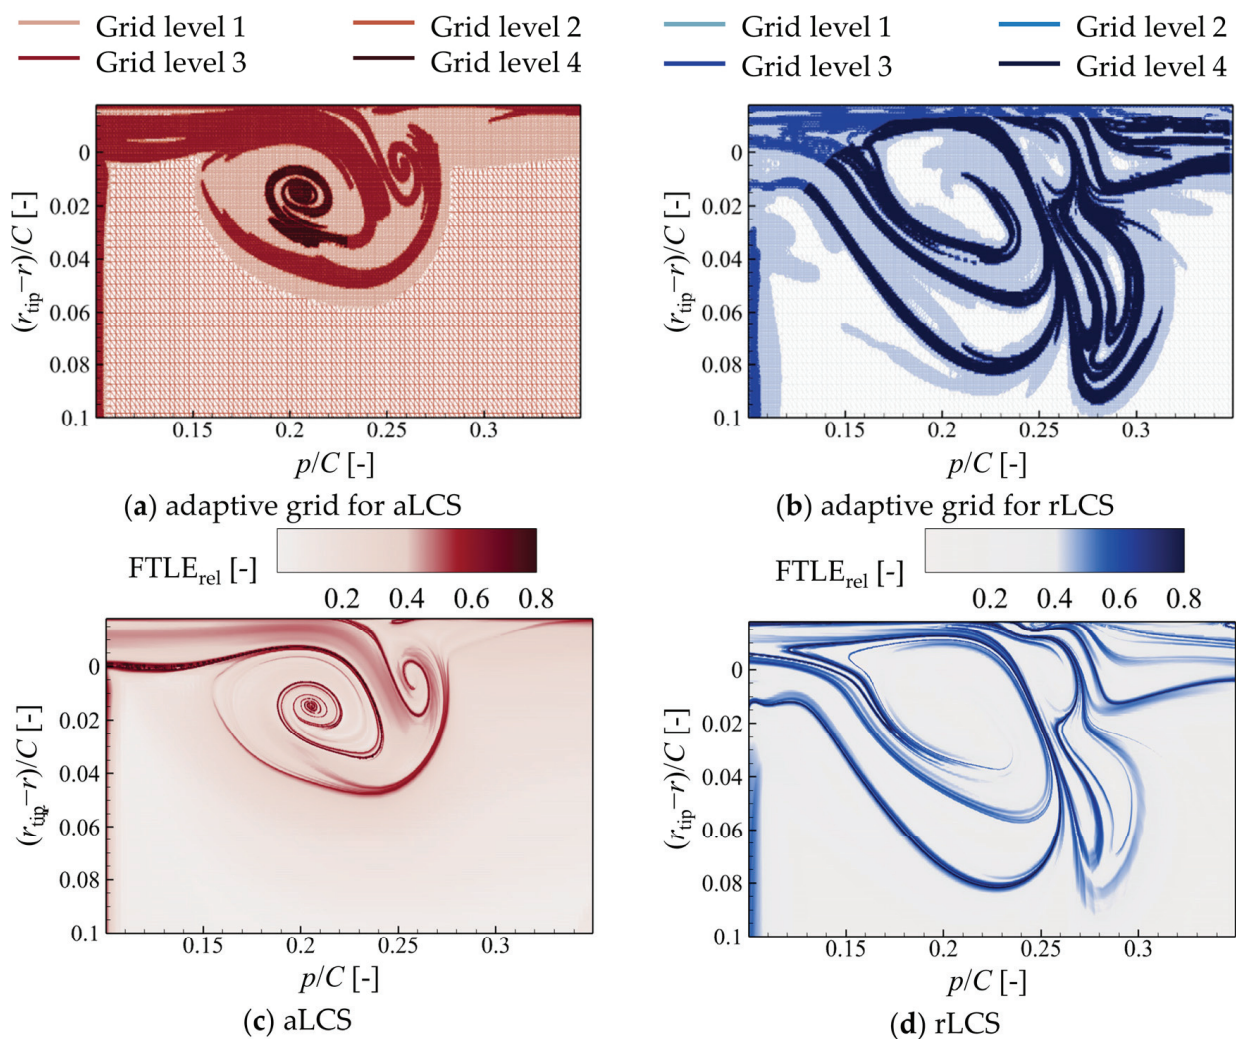 Grid level 1 Grid level 2 Grid level 1 Grid level 2
Grid level 3 Grid level 4 Grid level 3 Grid level 4
0
0.02
0.04
0.06
0.08
0.1
(rtip−r)/C [-]
0.15 0.2 0.25 0.3
p/C [-]
(a) adaptive grid for aLCS
0
0.02
0.04
0.06
0.08
0.1
(rtip−r)/C [-]
0.15 0.2 0.25 0.3
p/C [-]
(b) adaptive grid for rLCS
FTLErel [-]
0.2 0.4 0.6 0.8
0
0.02
0.04
0.06
0.08
0.1
(rtip−r)/C [-]
0.15 0.2 0.25 0.3
p/C [-]
(c) aLCS
FTLErel [-]
0.2 0.4 0.6 0.8
0
0.02
0.04
0.06
0.08
0.1
(rtip−r)/C [-]
0.15 0.2 0.25 0.3
p/C [-]
(d) rLCS